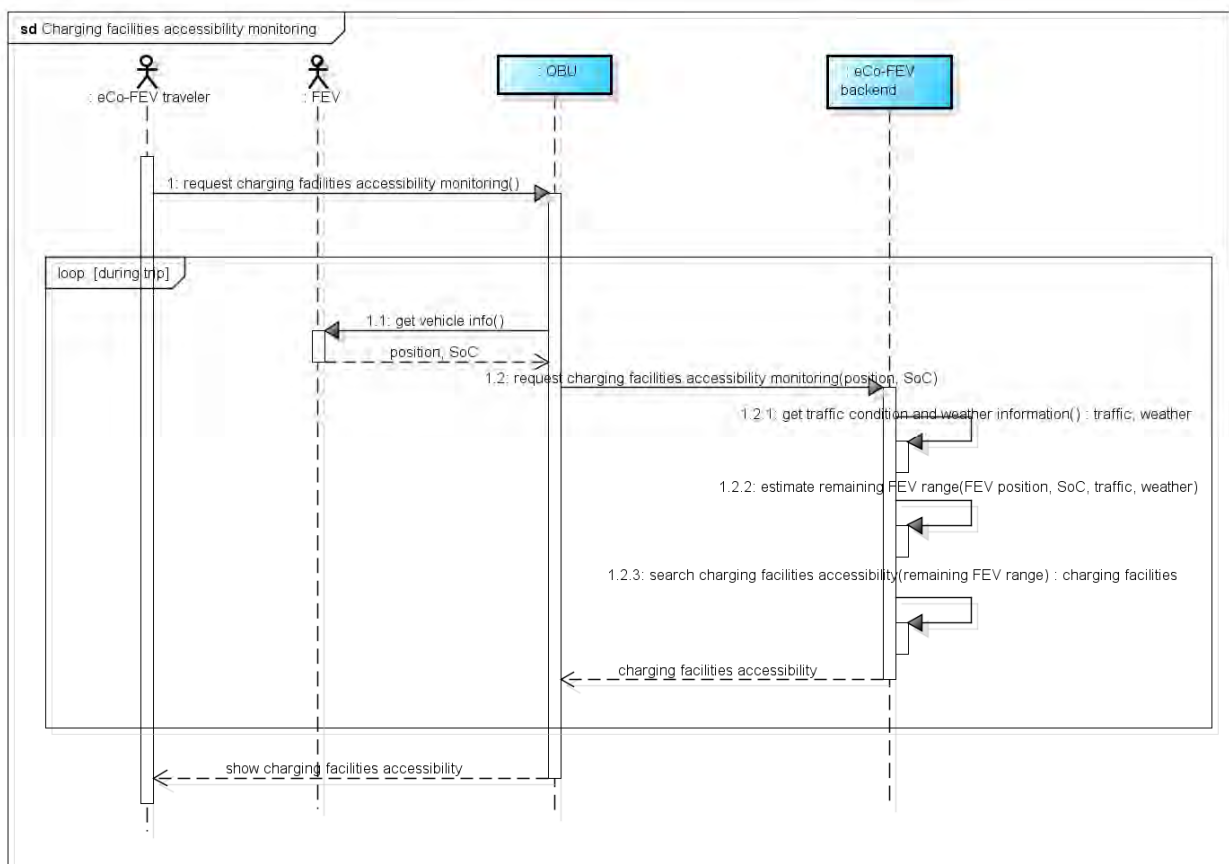 sd Charging facilities accessibility monitoring
: eCo-FEV traveler
: FEV
: OBU
: eCo-FEV
backend
1: request charging facilities accessibility monitoring()
loop [during trip]
1.1: get vehicle info()
position, SoC
1.2: request charging facilities accessibility monitoring(position, SoC)
1.2.1: get traffic condition and weather information() : traffic, weather
1.2.2: estimate remaining FEV range(FEV position, SoC, traffic, weather)
1.2.3: search charging facilities accessibility(remaining FEV range) : charging facilities
charging facilities accessibility
show charging facilities accessibility